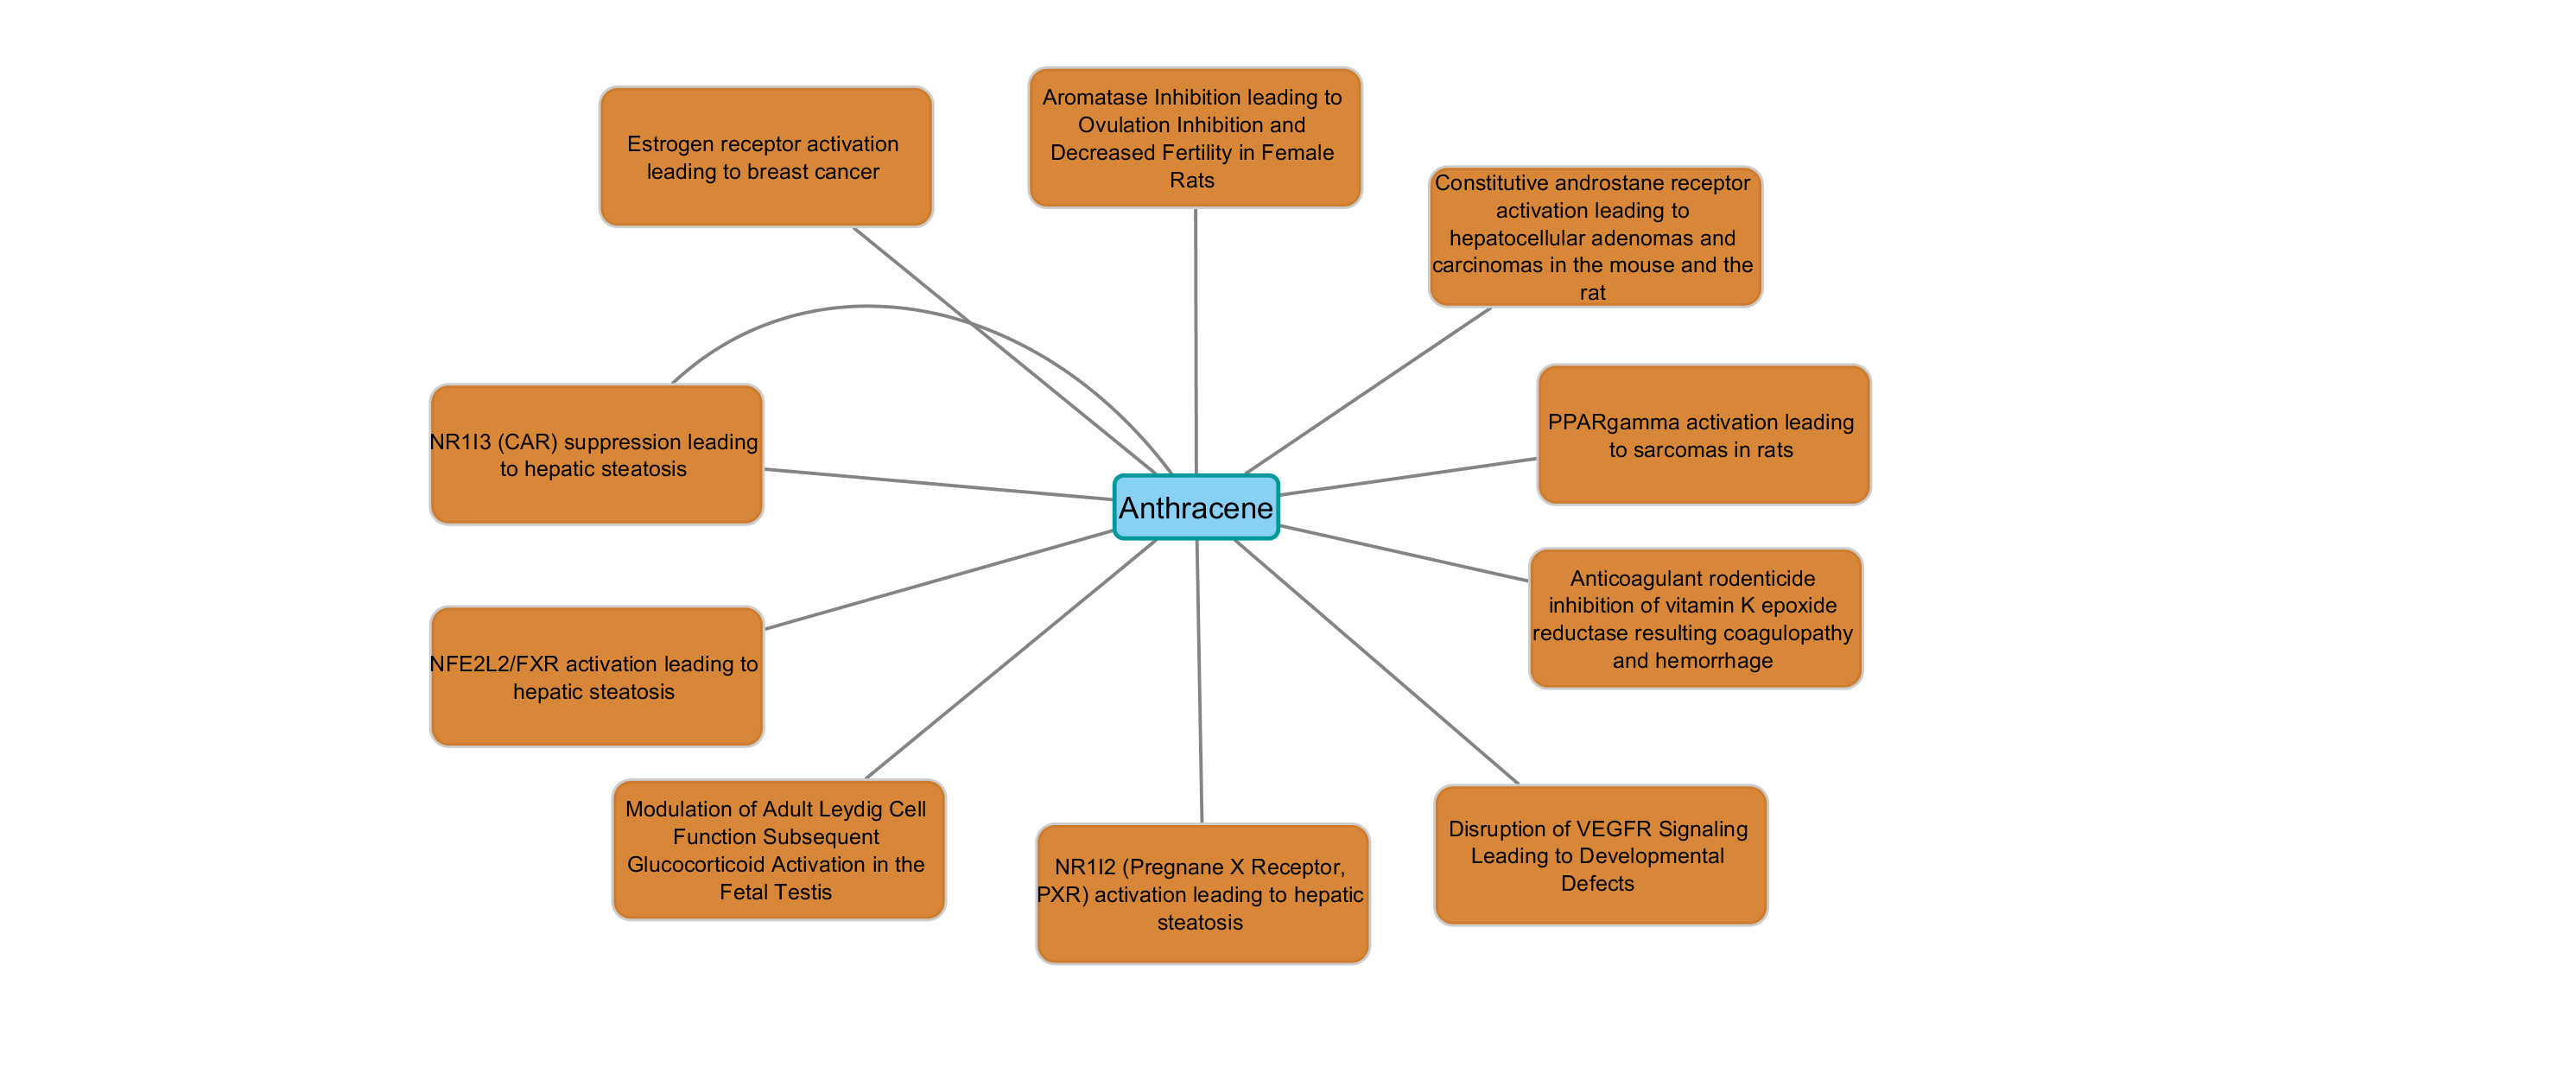 Estrogen receptor activation
leading to breast cancer
Aromatase Inhibition leading to
Ovulation Inhibition and
Decreased Fertility in Female
Rats
Constitutive androstane receptor
activation leading to
hepatocellular adenomas and
carcinomas in the mouse and the
rat
NR1I3 (CAR) suppression leading
to hepatic steatosis
PPARgamma activation leading
to sarcomas in rats
Anthracene
Anticoagulant rodenticide
inhibition of vitamin K epoxide
reductase resulting coagulopathy
and hemorrhage
NFE2L2/FXR activation leading to
hepatic steatosis
Modulation of Adult Leydig Cell
Function Subsequent
Glucocorticoid Activation in the
Fetal Testis
NR1I2 (Pregnane X Receptor,
PXR) activation leading to hepatic
steatosis
Disruption of VEGFR Signaling
Leading to Developmental
Defects